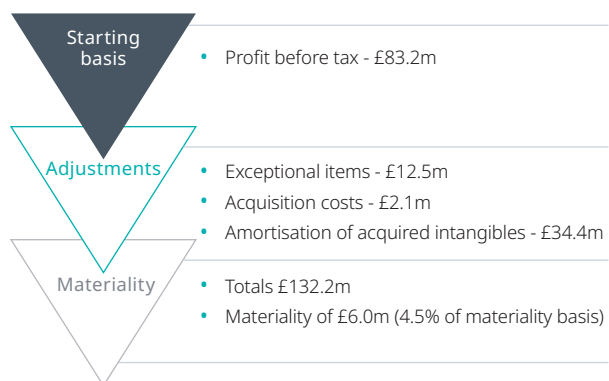 Starting
basis
• Profit before tax - £83.2m
Adjustments
• Exceptional items - £12.5m
• Acquisition costs - £2.1m
• Amortisation of acquired intangibles - £34.4m
Materiality
• Totals £132.2m
• Materiality of £6.0m (4.5% of materiality basis)